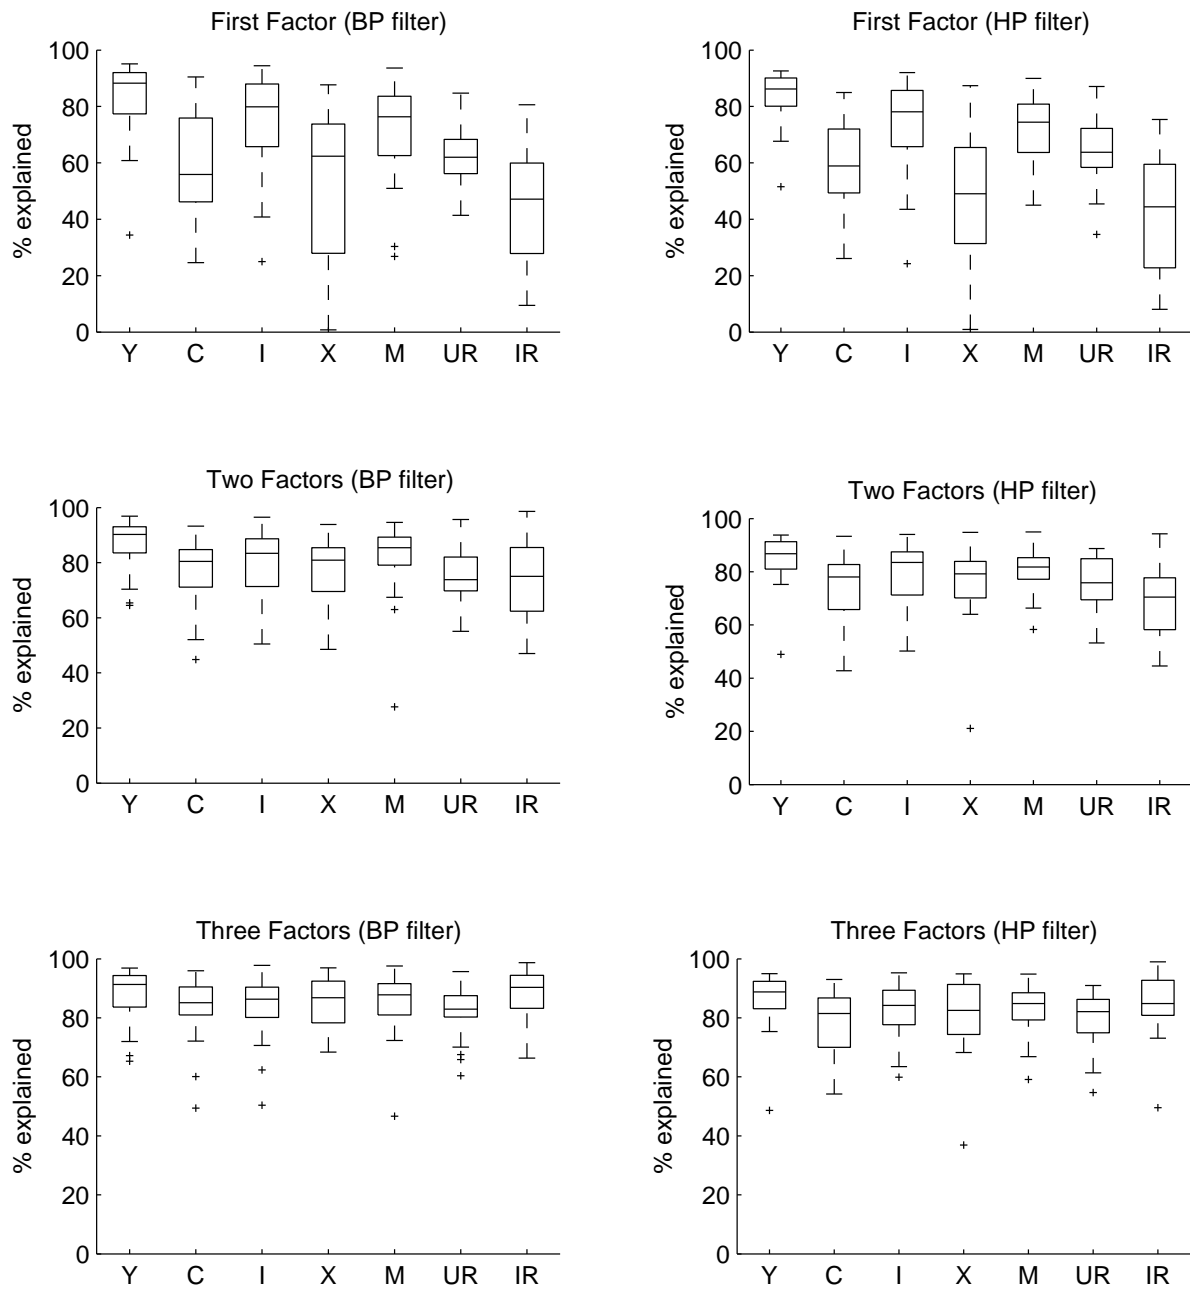 First Factor (BP filter)
100
80
60
40
20
0
% explained
Y C I X M UR IR
First Factor (HP filter)
100
80
60
40
20
0
% explained
Y C I X M UR IR
Two Factors (BP filter)
100
80
60
40
20
0
% explained
Y C I X M UR IR
Two Factors (HP filter)
100
80
60
40
20
0
% explained
Y C I X M UR IR
Three Factors (BP filter)
100
80
60
40
20
0
% explained
Y C I X M UR IR
Three Factors (HP filter)
100
80
60
40
20
0
% explained
Y C I X M UR IR